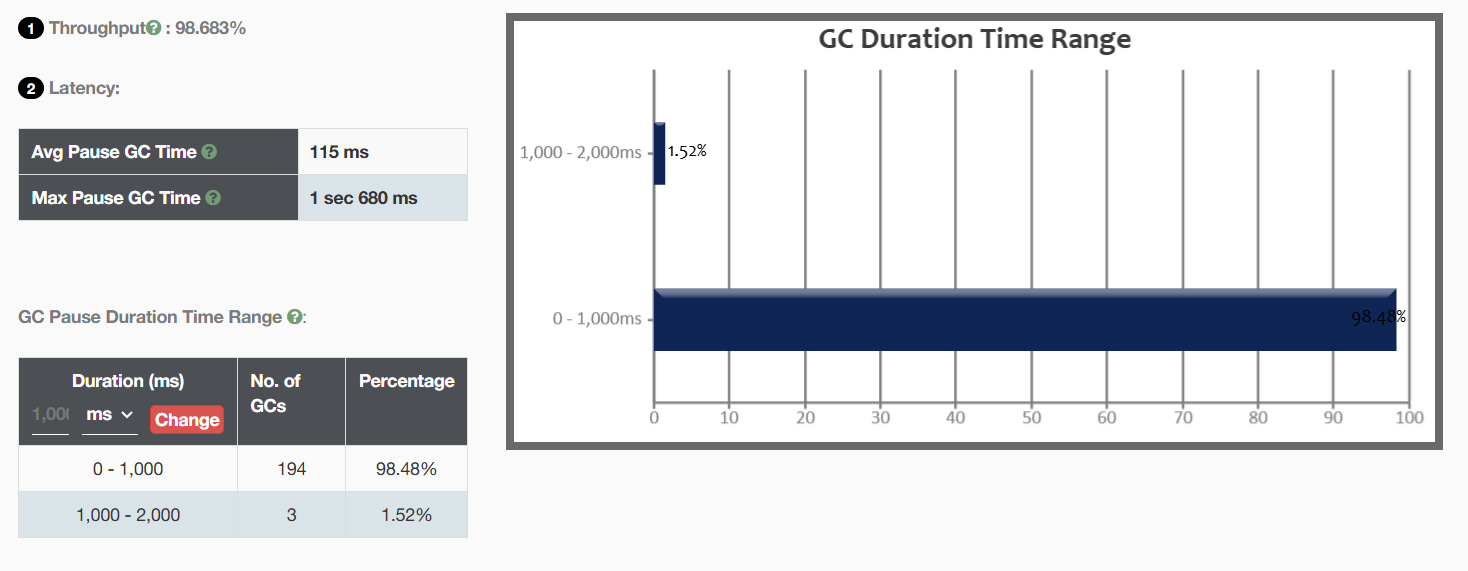 1 Throughput? : 98.683%
2 Latency:
Avg Pause GC Time ? 115 ms
Max Pause GC Time ? 1 sec 680 ms
GC Pause Duration Time Range ?:
Duration (ms) No. of GCs Percentage
ms Change
0 - 1,000 194 98.48%
1,000 - 2,000 3 1.52%
GC Duration Time Range
1,000 - 2,000ms 1.52%
0 - 1,000ms 98.48%
0 10 20 30 40 50 60 70 80 90 100